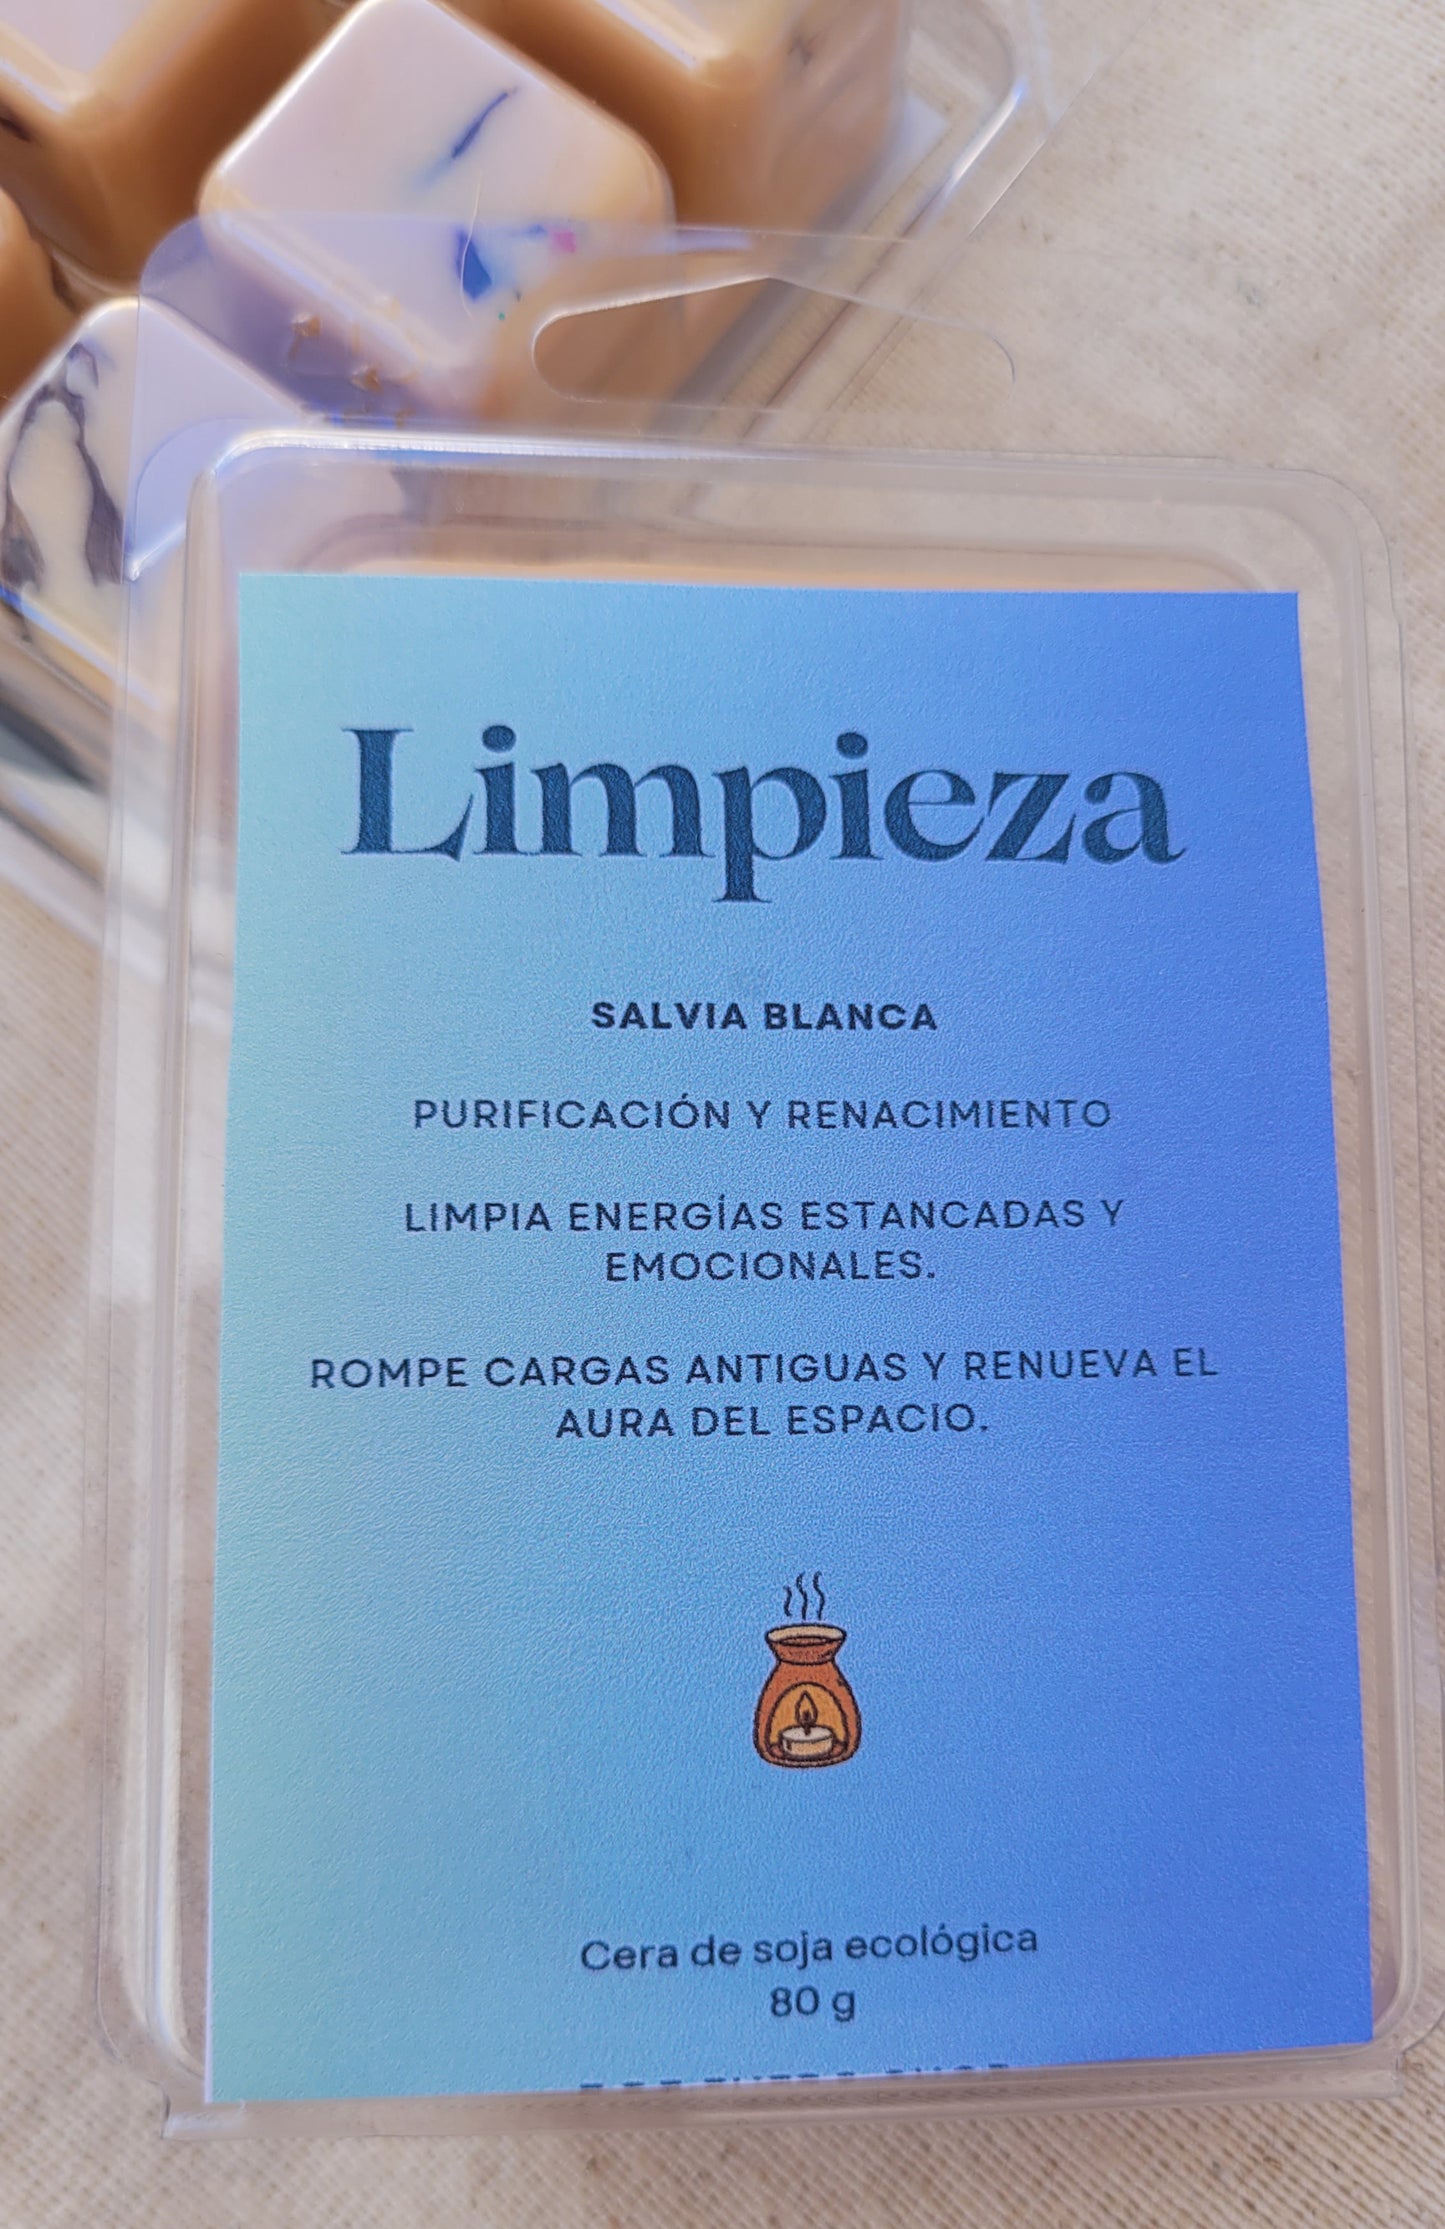 Limpieza
SALVIA BLANCA
PURIFICACIÓN Y RENACIMIENTO
LIMPIA ENERGÍAS ESTANCADAS Y
EMOCIONALES.
ROMPE CARGAS ANTIGUAS Y RENUEVA EL
AURA DEL ESPACIO.
Cera de soja ecológica
80 g